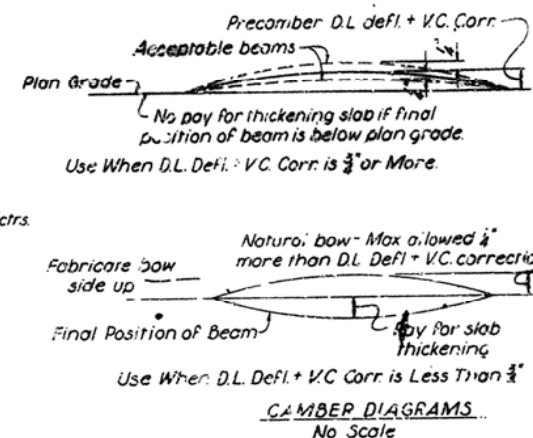 Precamber D.L. defl. + V.C. Corr.
Acceptable beams
Plan Grade
No pay for thickening slab if final
position of beam is below plan grade.
Use When D.L. Defl. + V.C. Corr. is 3/4" or More.
ctrs.
Natural bow - Max allowed 1/4"
more than D.L. Defl + V.C. correctio
Fabricate bow
side up
Final Position of Beam
Pay for slab
thickening
Use When D.L. Defl. + V.C Corr. is Less Than 3/4"
CAMBER DIAGRAMS
No Scale